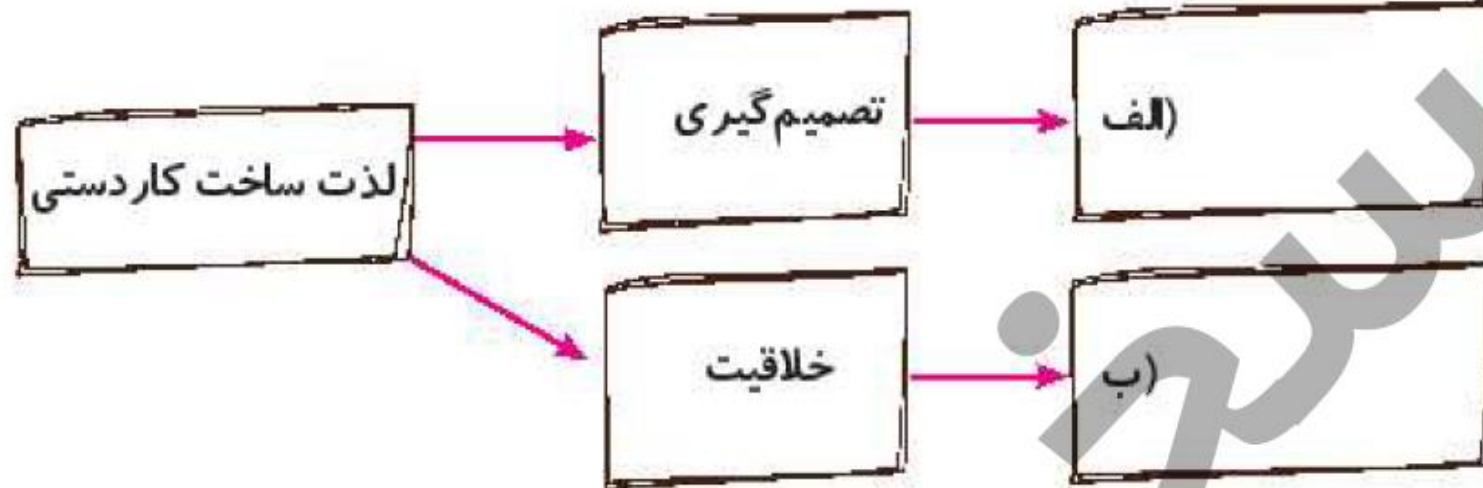 لذت ساخت کاردستی
تصمیم‌گیری
الف)
خلاقیت
ب)